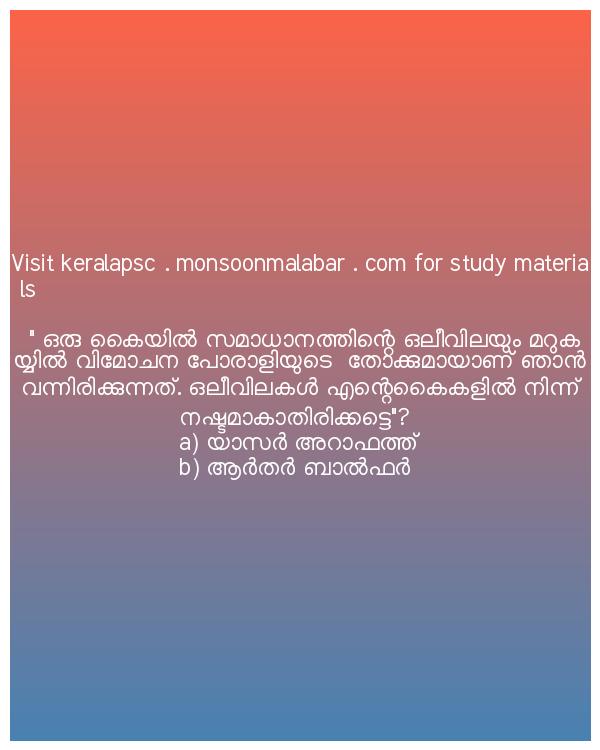 Visit keralapsc . monsoonmalabar . com for study materia
ls
" ഒരു കൈയിൽ സമാധാനത്തിന്റെ ഒലീവിലയും മറുക
യ്യിൽ വിമോചന പോരാളിയുടെ  തോക്കുമായാണ് ഞാൻ
വന്നിരിക്കുന്നത്. ഒലീവിലകൾ എന്റെകൈകളിൽ നിന്ന്
നഷ്ടമാകാതിരിക്കട്ടെ"?
a) യാസർ അറാഫത്ത്
b) ആർതർ ബാൽഫർ